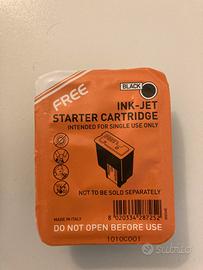 FREE
BLACK
INK-JET
STARTER CARTRIDGE
INTENDED FOR SINGLE USE ONLY
NOT TO BE SOLD SEPARATELY
MADE IN ITALY
8 020334 287252
DO NOT OPEN BEFORE USE
1010C001
Subito